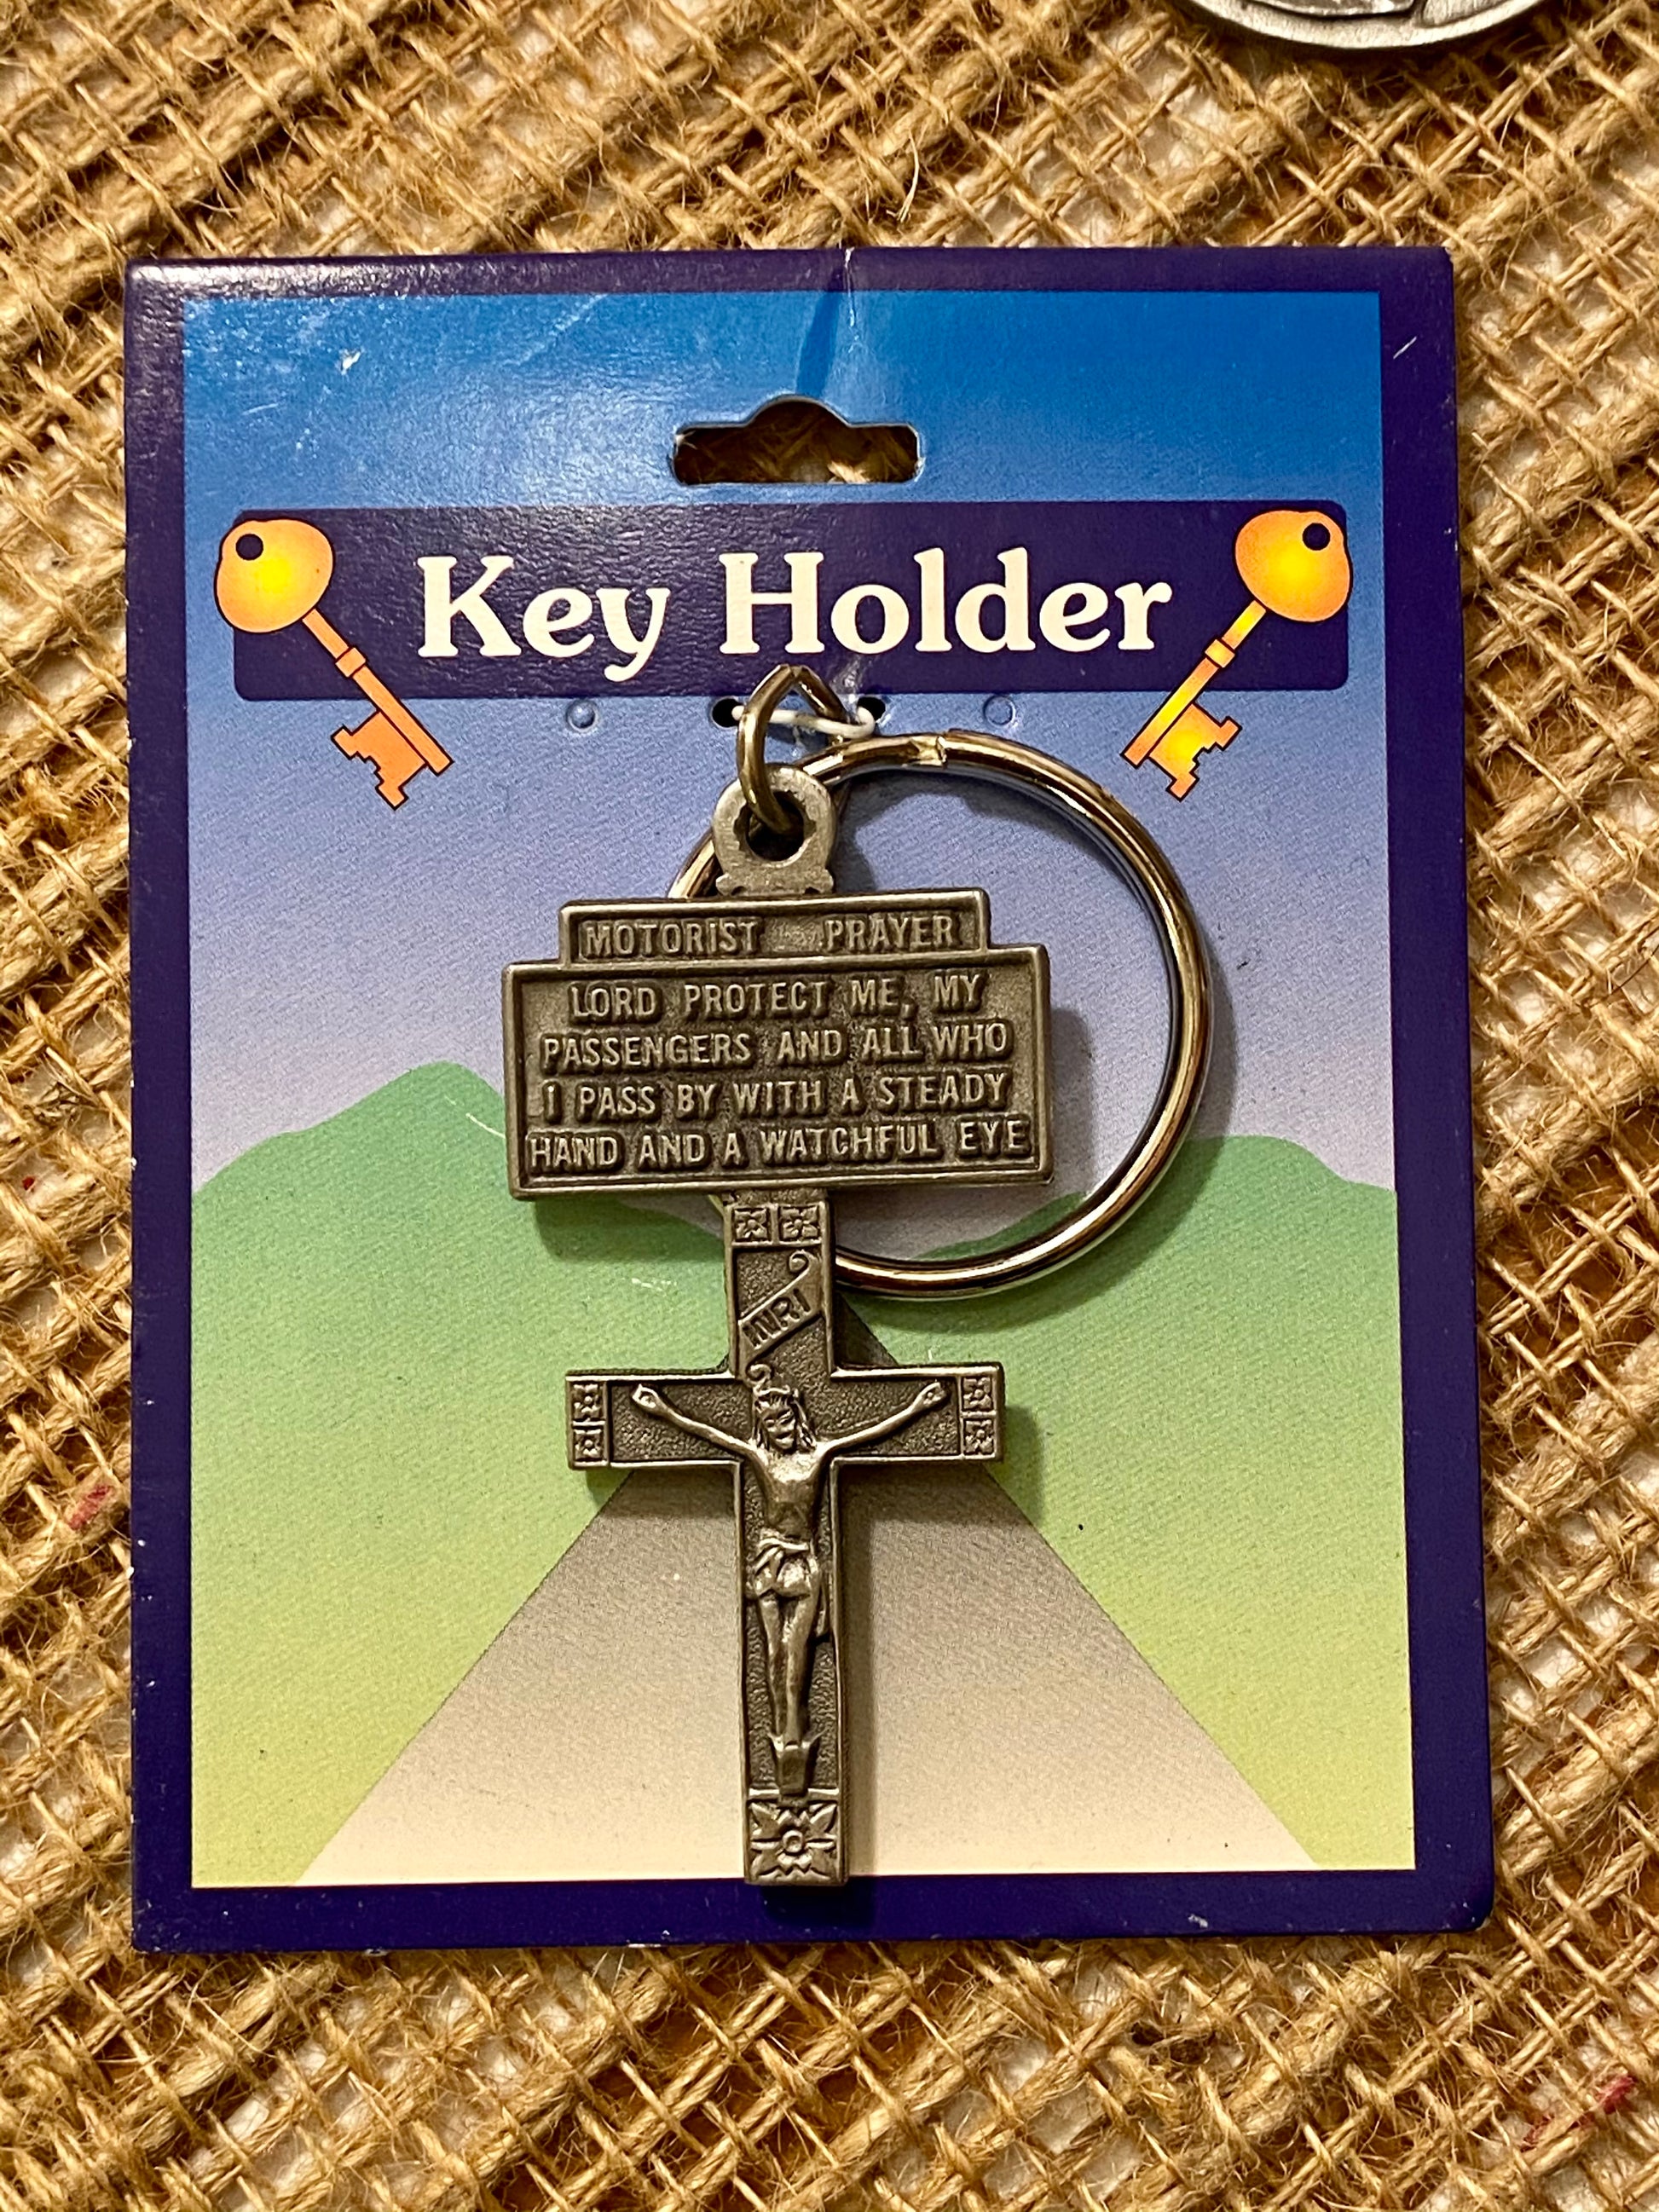 Key Holder
MOTORIST PRAYER
LORD PROTECT ME, MY
PASSENGERS AND ALL WHO
I PASS BY WITH A STEADY
HAND AND A WATCHFUL EYE
INRI